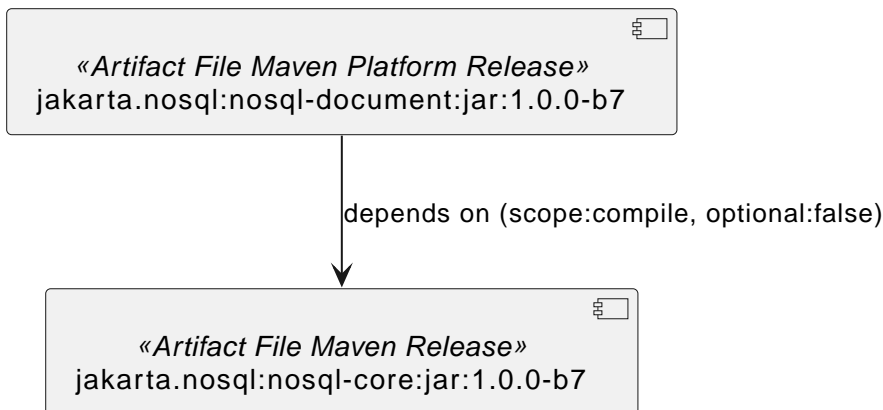 «Artifact File Maven Platform Release»
jakarta.nosql:nosql-document:jar:1.0.0-b7
depends on (scope:compile, optional:false)
«Artifact File Maven Release»
jakarta.nosql:nosql-core:jar:1.0.0-b7